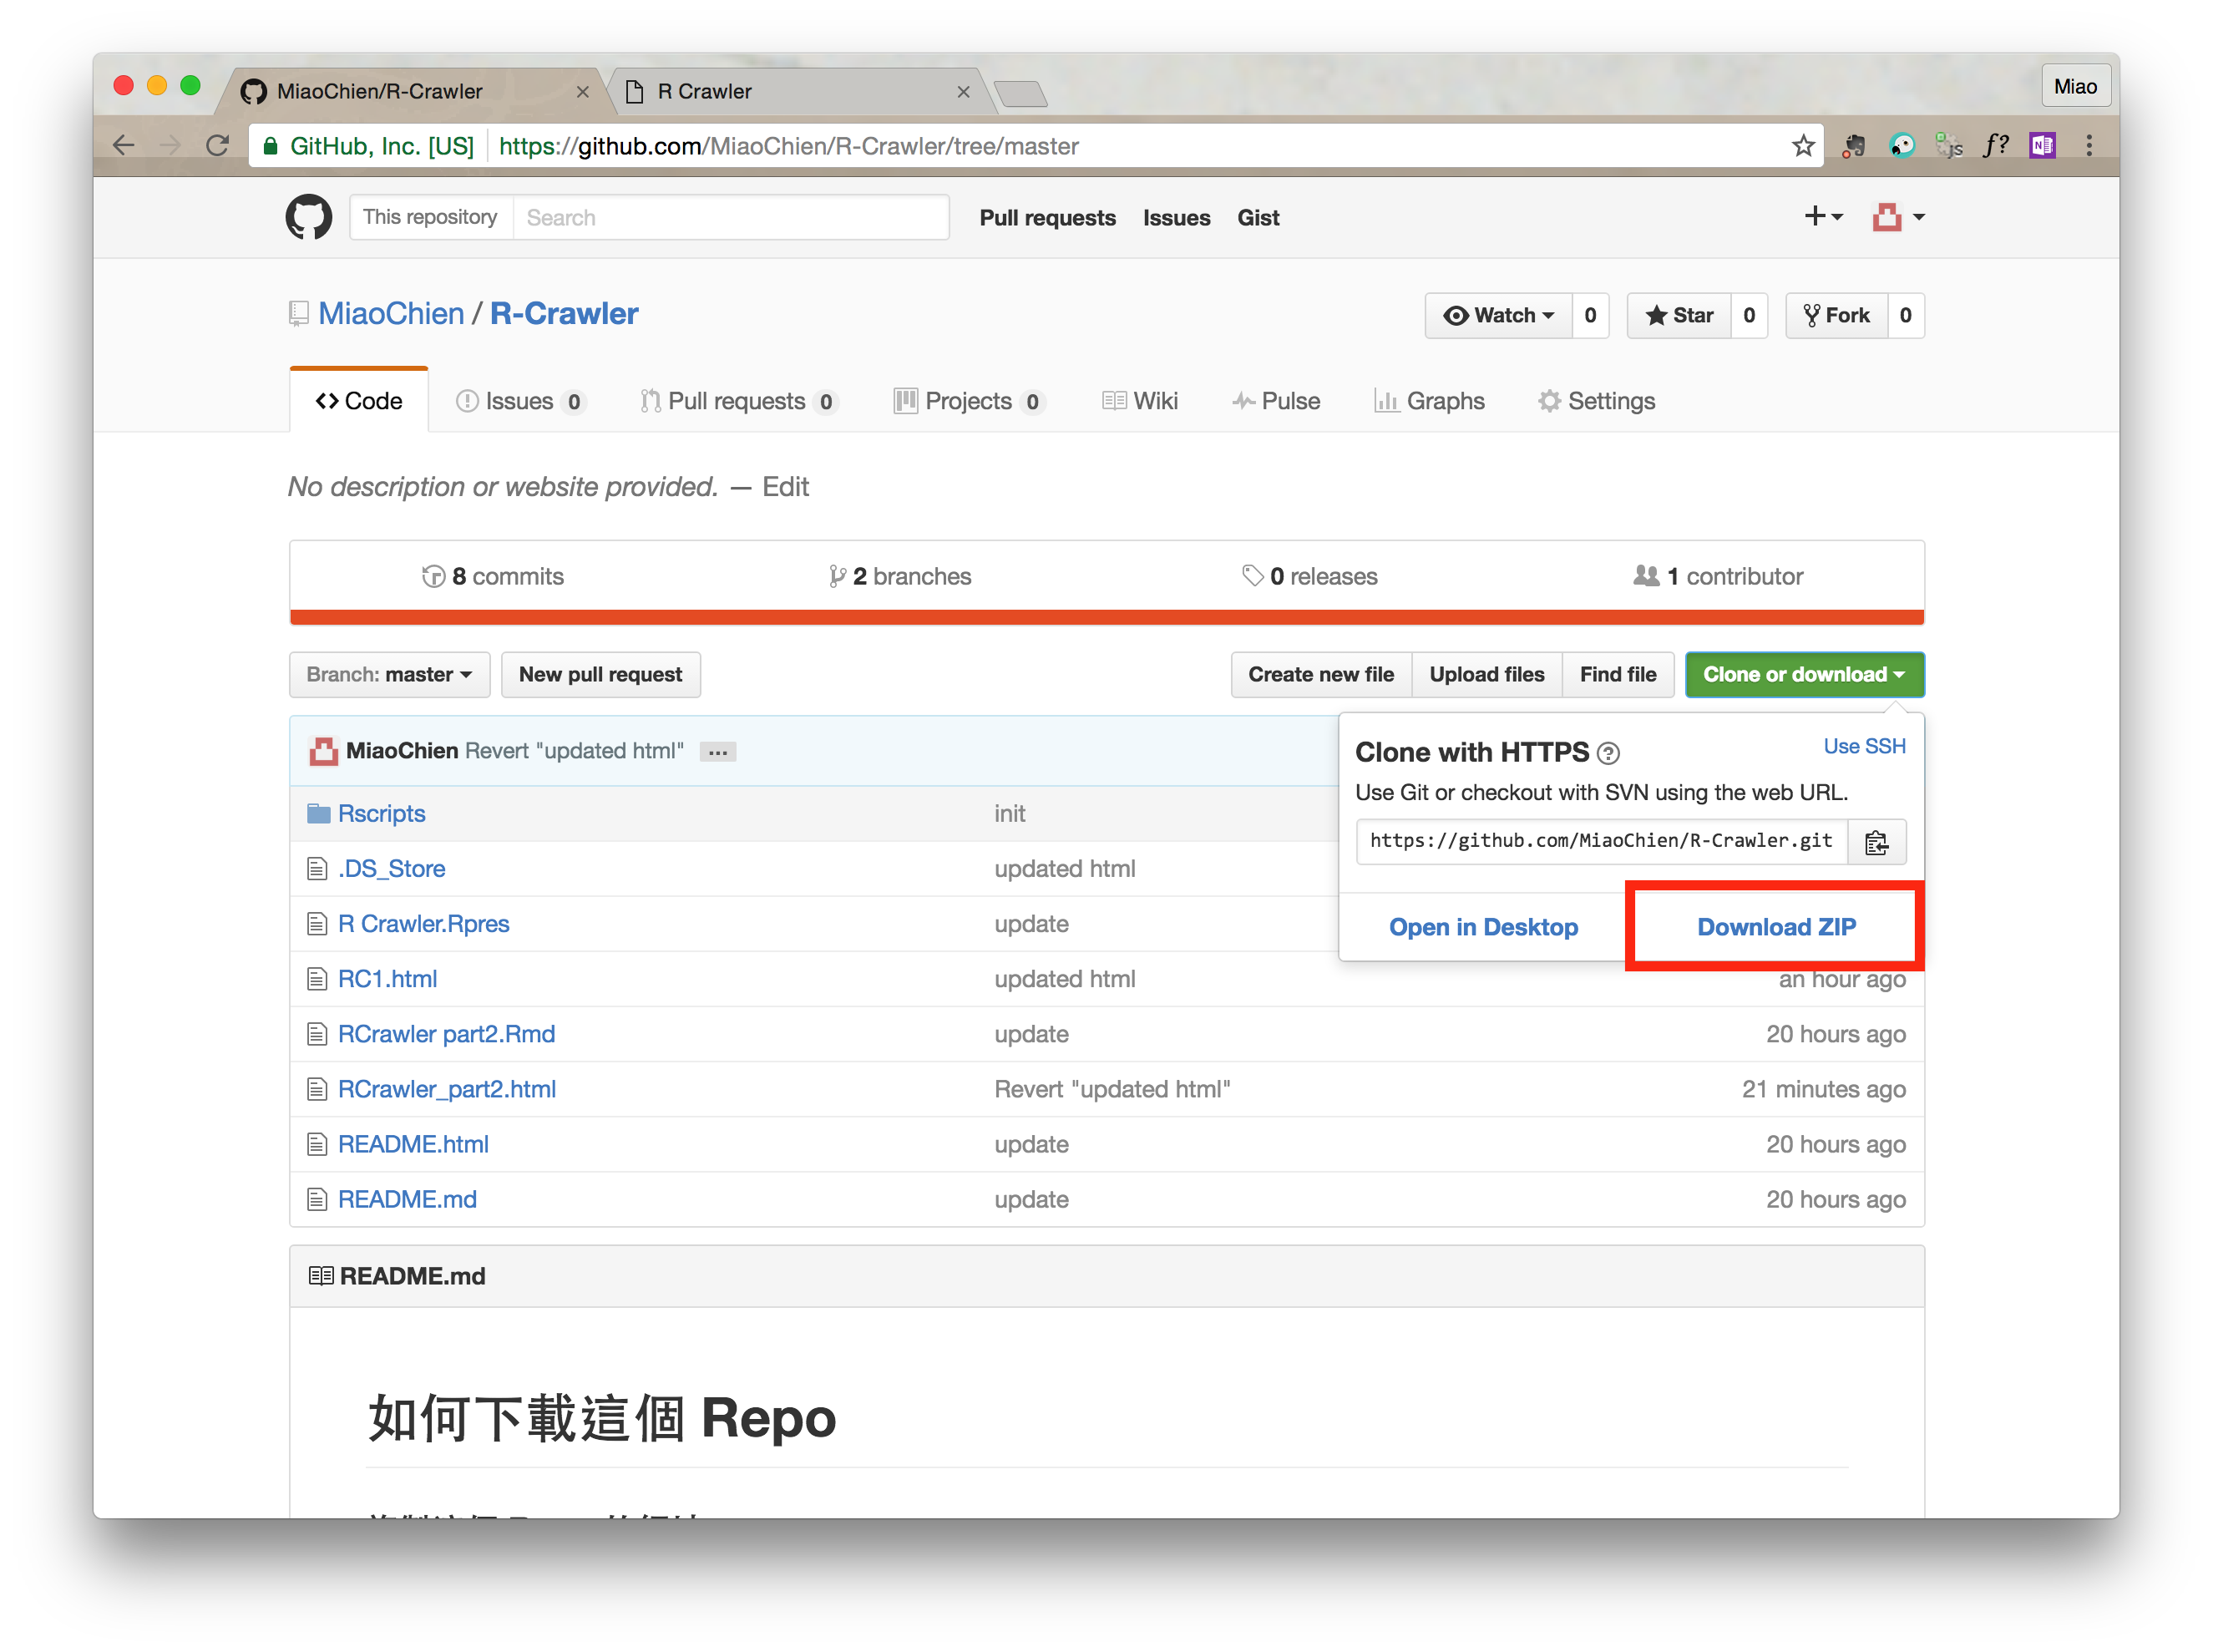 MiaoChien/R-Crawler
R Crawler
Miao
GitHub, Inc. [US] https://github.com/MiaoChien/R-Crawler/tree/master
This repository Search Pull requests Issues Gist
MiaoChien / R-Crawler
Watch 0 Star 0 Fork 0
Code Issues 0 Pull requests 0 Projects 0 Wiki Pulse Graphs Settings
No description or website provided. — Edit
8 commits 2 branches 0 releases 1 contributor
Branch: master New pull request Create new file Upload files Find file Clone or download
MiaoChien Revert "updated html" ...
Clone with HTTPS ? Use SSH
Use Git or checkout with SVN using the web URL.
https://github.com/MiaoChien/R-Crawler.git
Open in Desktop Download ZIP
Rscripts init
.DS_Store updated html
R Crawler.Rpres update
RC1.html updated html an hour ago
RCrawler part2.Rmd update 20 hours ago
RCrawler_part2.html Revert "updated html" 21 minutes ago
README.html update 20 hours ago
README.md update 20 hours ago
README.md
如何下載這個 Repo